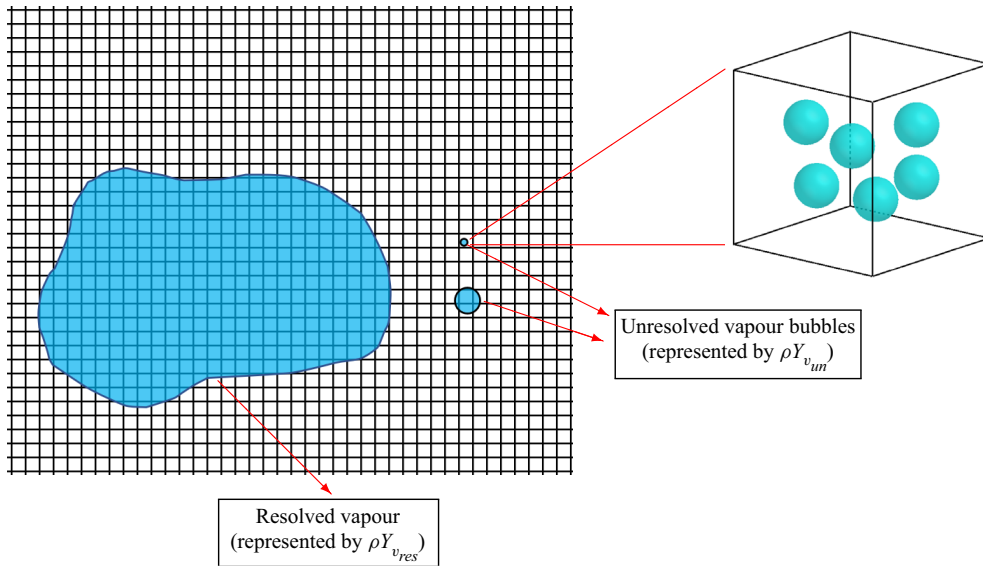 Unresolved vapour bubbles
(represented by ρY_{v_{un}})
Resolved vapour
(represented by ρY_{v_{res}})